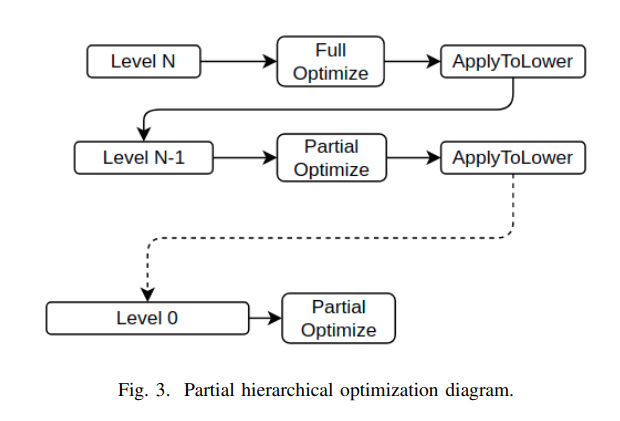 Level N
Full
Optimize
ApplyToLower
Level N-1
Partial
Optimize
ApplyToLower
Level 0
Partial
Optimize
Fig. 3. Partial hierarchical optimization diagram.